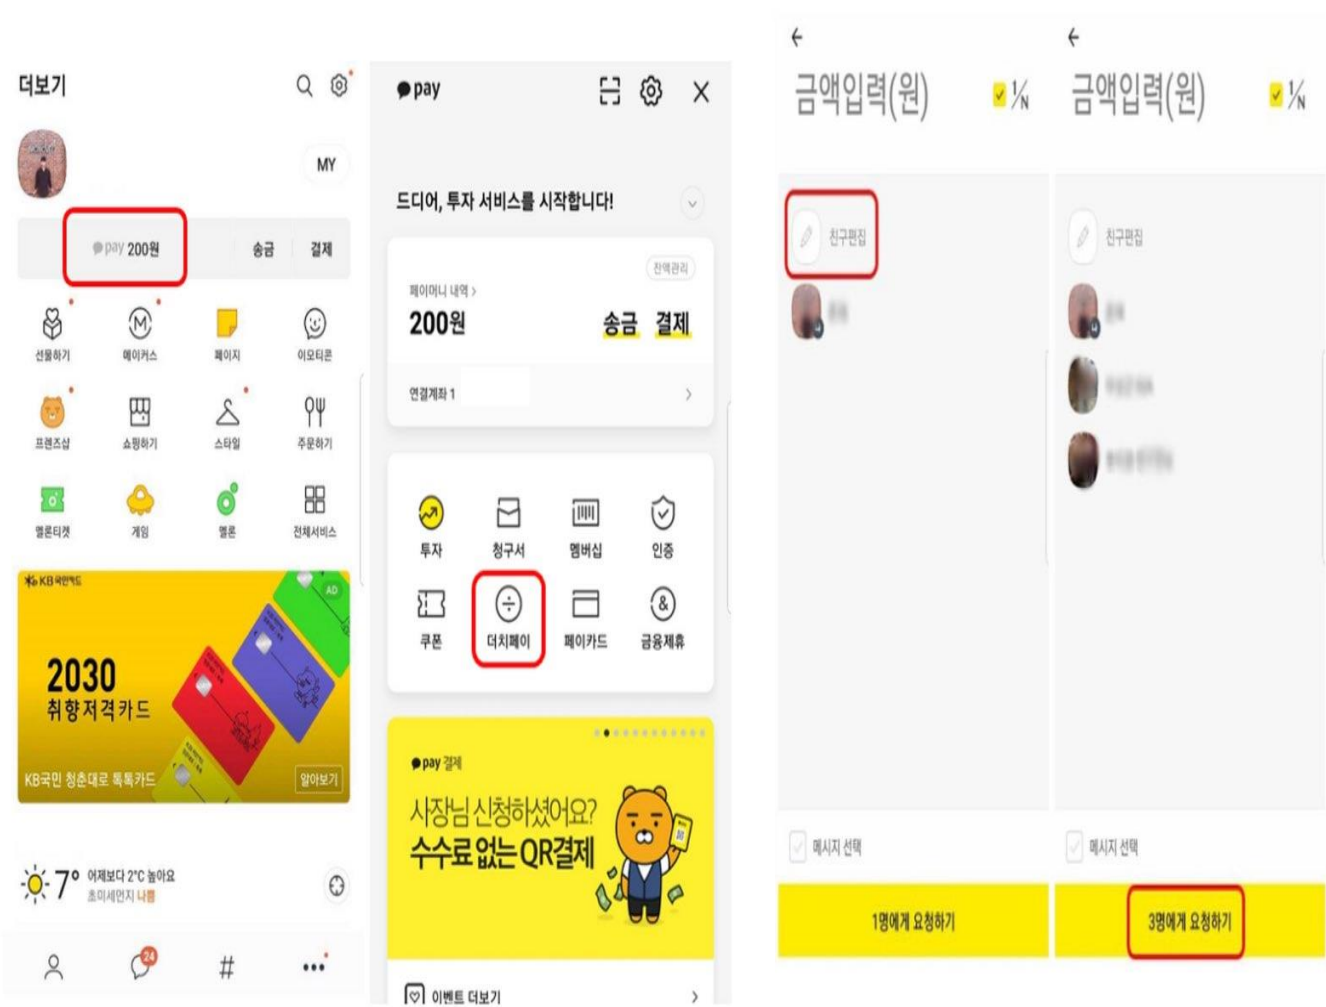 더보기
MY
pay 200원
송금
결제
선물하기
메이커스
페이지
이모티콘
프렌즈샵
쇼핑하기
스타일
주문하기
멜론티켓
게임
멜론
전체서비스
KB국민카드
AD
2030
취향저격카드
KB국민 청춘대로 톡톡카드
알아보기
7° 어제보다 2°C 높아요
초미세먼지 나쁨
24
#
pay
드디어, 투자 서비스를 시작합니다!
잔액관리
페이머니 내역 >
200원
송금 결제
연결계좌 1
투자
청구서
멤버십
인증
쿠폰
더치페이
페이카드
금융제휴
pay 결제
사장님 신청하셨어요?
수수료 없는 QR결제
이벤트 더보기
금액입력(원)
1/N
친구편집
메시지 선택
1명에게 요청하기
금액입력(원)
1/N
친구편집
메시지 선택
3명에게 요청하기